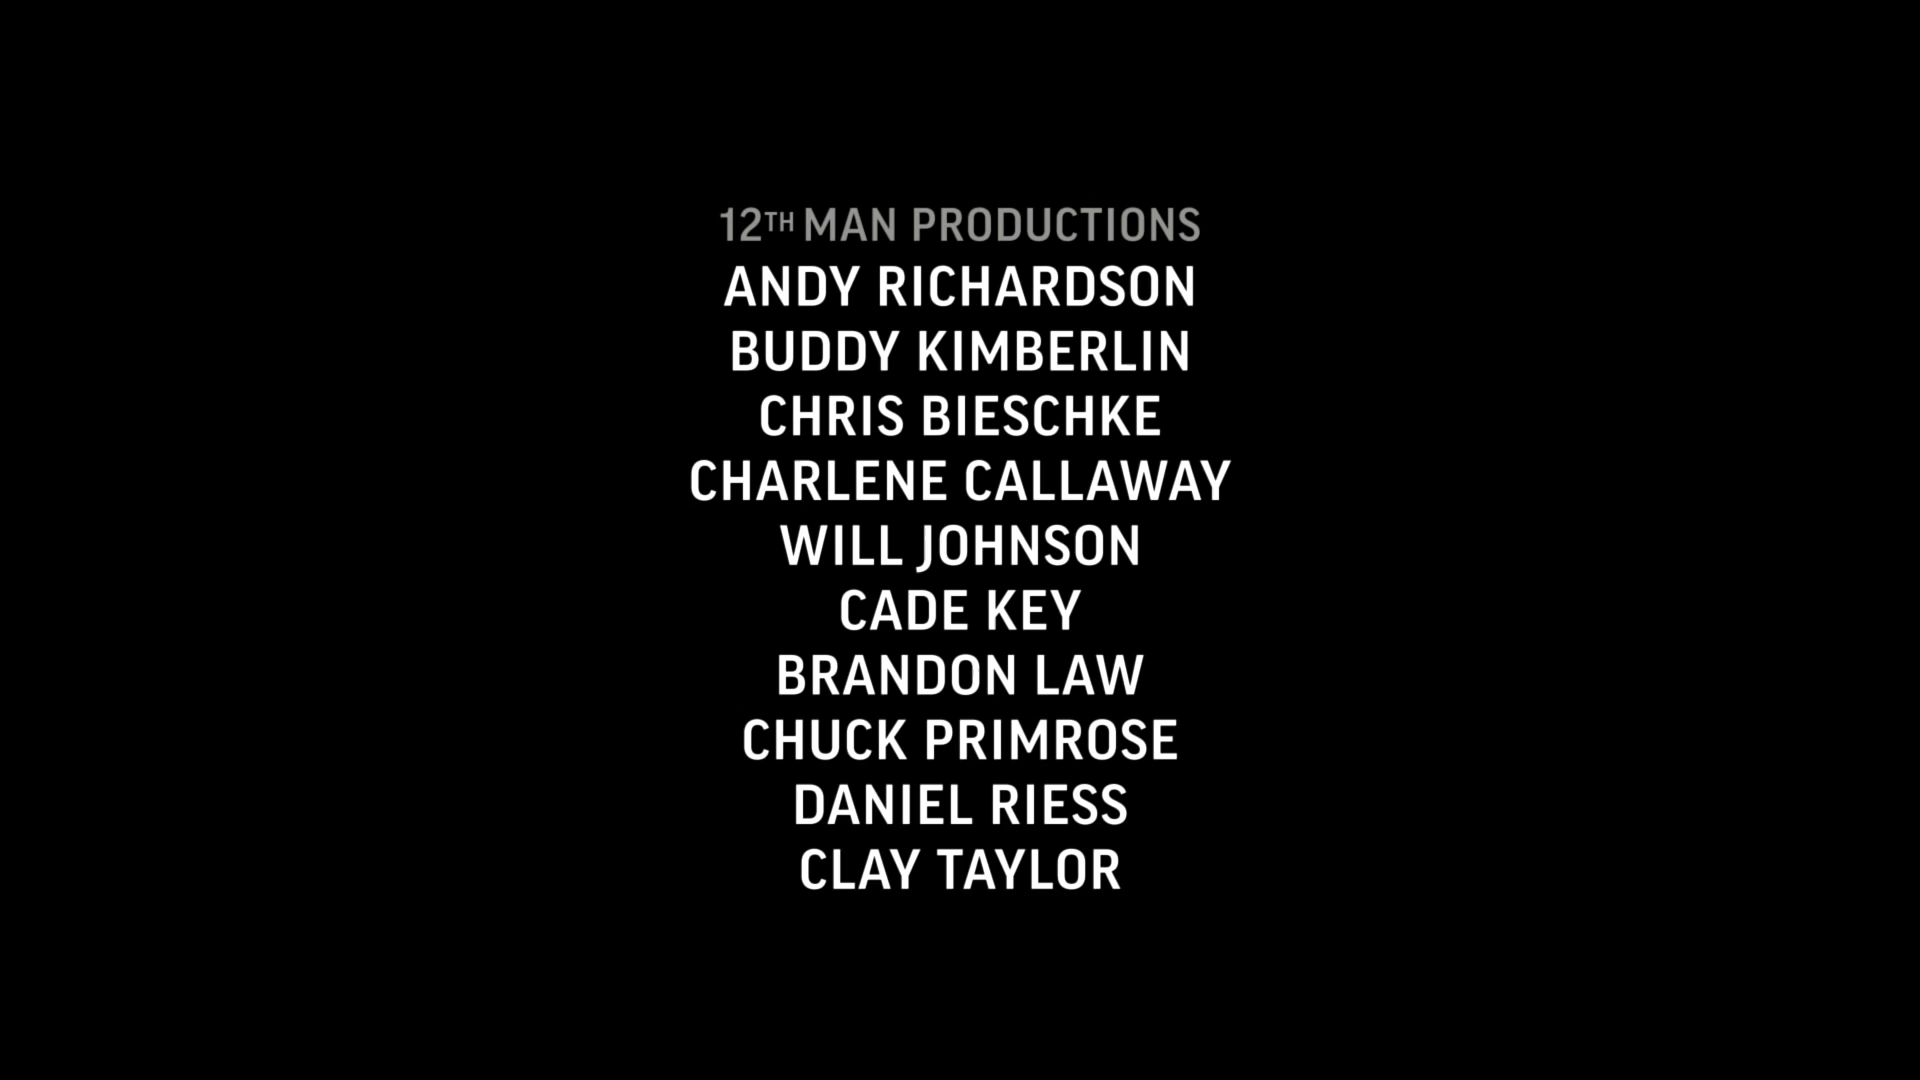 12TH MAN PRODUCTIONS
ANDY RICHARDSON
BUDDY KIMBERLIN
CHRIS BIESCHKE
CHARLENE CALLAWAY
WILL JOHNSON
CADE KEY
BRANDON LAW
CHUCK PRIMROSE
DANIEL RIESS
CLAY TAYLOR